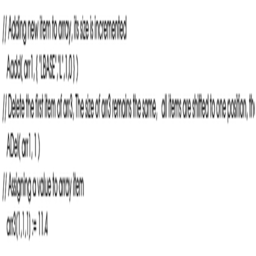 // Adding new item to array, its size is incremented
Aadd( arr1, { "LBASE","L",1,0 } )
// Delete the first item of arr3, The size of arr3 remains the same, all items are shifted to one position, th
ADel( arr1, 1 )
// Assigning a value to array item
arr3[1,1,1] := 11.4